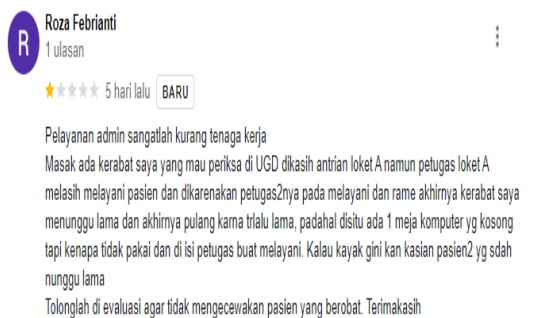 Roza Febrianti
R
1 ulasan
5 hari lalu BARU
Pelayanan admin sangatlah kurang tenaga kerja
Masak ada kerabat saya yang mau periksa di UGD dikasih antrian loket A namun petugas loket A
melasih melayani pasien dan dikarenakan petugas2nya pada melayani dan rame akhirnya kerabat saya
menunggu lama dan akhirnya pulang karna trlalu lama, padahal disitu ada 1 meja komputer yg kosong
tapi kenapa tidak pakai dan di isi petugas buat melayani. Kalau kayak gini kan kasian pasien2 yg sdah
nunggu lama
Tolonglah di evaluasi agar tidak mengecewakan pasien yang berobat. Terimakasih